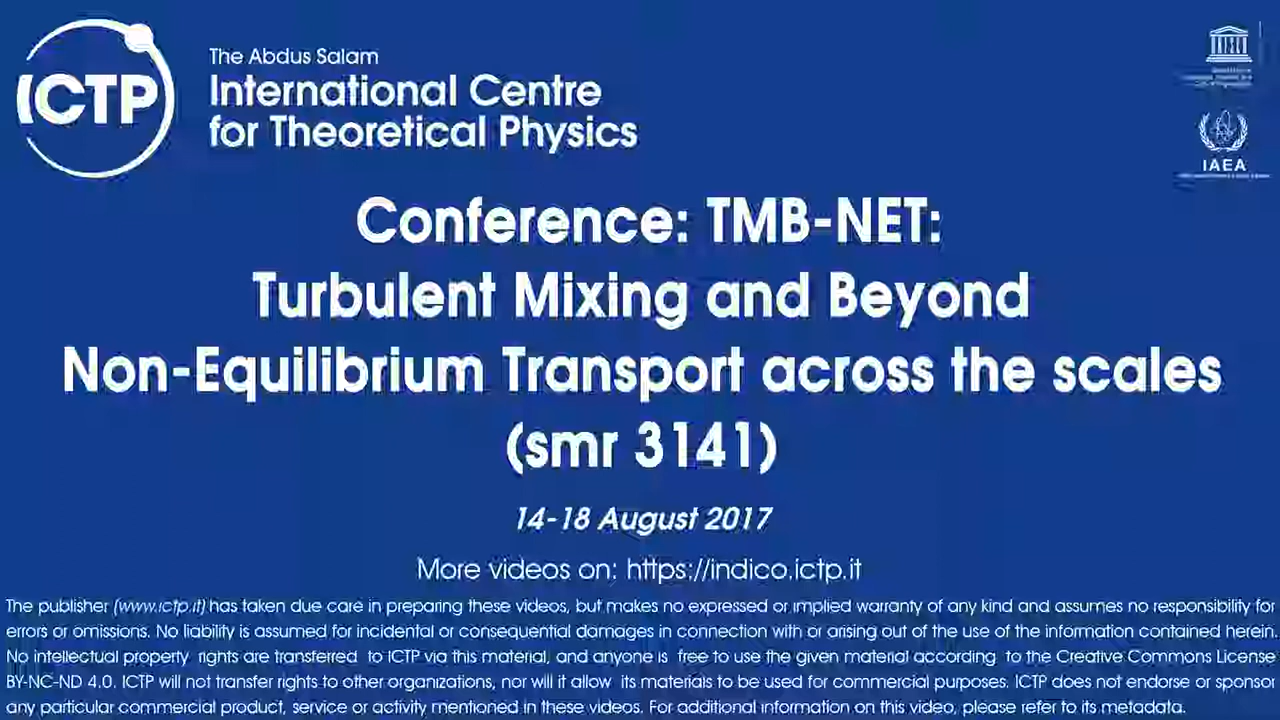 ICTP
The Abdus Salam
International Centre
for Theoretical Physics
IAEA
Conference: TMB-NET:
Turbulent Mixing and Beyond
Non-Equilibrium Transport across the scales
(smr 3141)
14-18 August 2017
More videos on: https://indico.ictp.it
The publisher (www.ictp.it) has taken due care in preparing these videos, but makes no expressed or implied warranty of any kind and assumes no responsibility for
errors or omissions. No liability is assumed for incidental or consequential damages in connection with or arising out of the use of the information contained herein.
No intellectual property rights are transferred to ICTP via this material, and anyone is free to use the given material according to the Creative Commons License
BY-NC-ND 4.0. ICTP will not transfer rights to other organizations, nor will it allow its materials to be used for commercial purposes. ICTP does not endorse or sponsor
any particular commercial product, service or activity mentioned in these videos. For additional information on this video, please refer to its metadata.